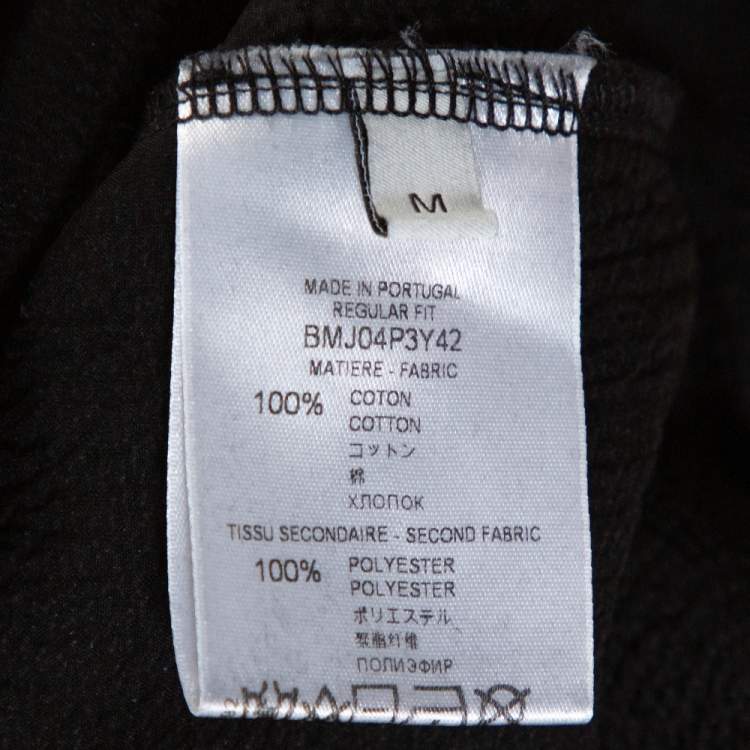 M
MADE IN PORTUGAL
REGULAR FIT
BMJ04P3Y42
MATIERE - FABRIC
100% COTON
COTTON
コットン
棉
ХЛОПОК
TISSU SECONDAIRE - SECOND FABRIC
100% POLYESTER
POLYESTER
ポリエステル
聚酯纤维
ПОЛИЭФИР